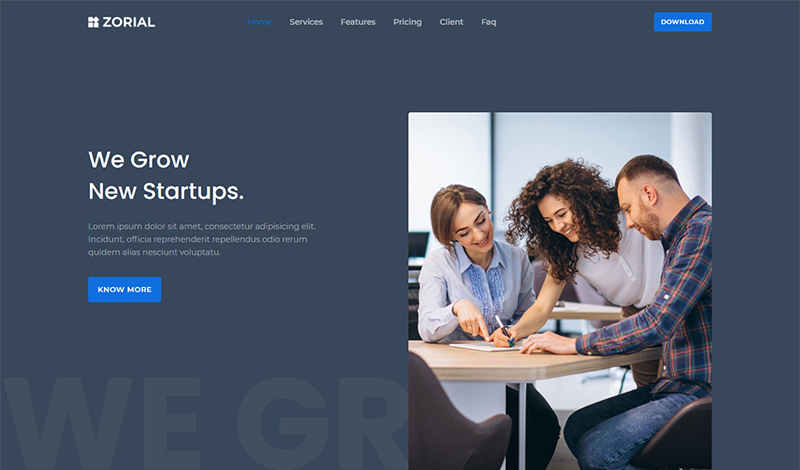 ZORIAL
Home Services Features Pricing Client Faq
DOWNLOAD
We Grow
New Startups.
Lorem ipsum dolor sit amet, consectetur adipisicing elit.
Incidunt, officia reprehenderit repellendus odio rerum
quidem alias nesciunt voluptatu.
KNOW MORE
WE GR